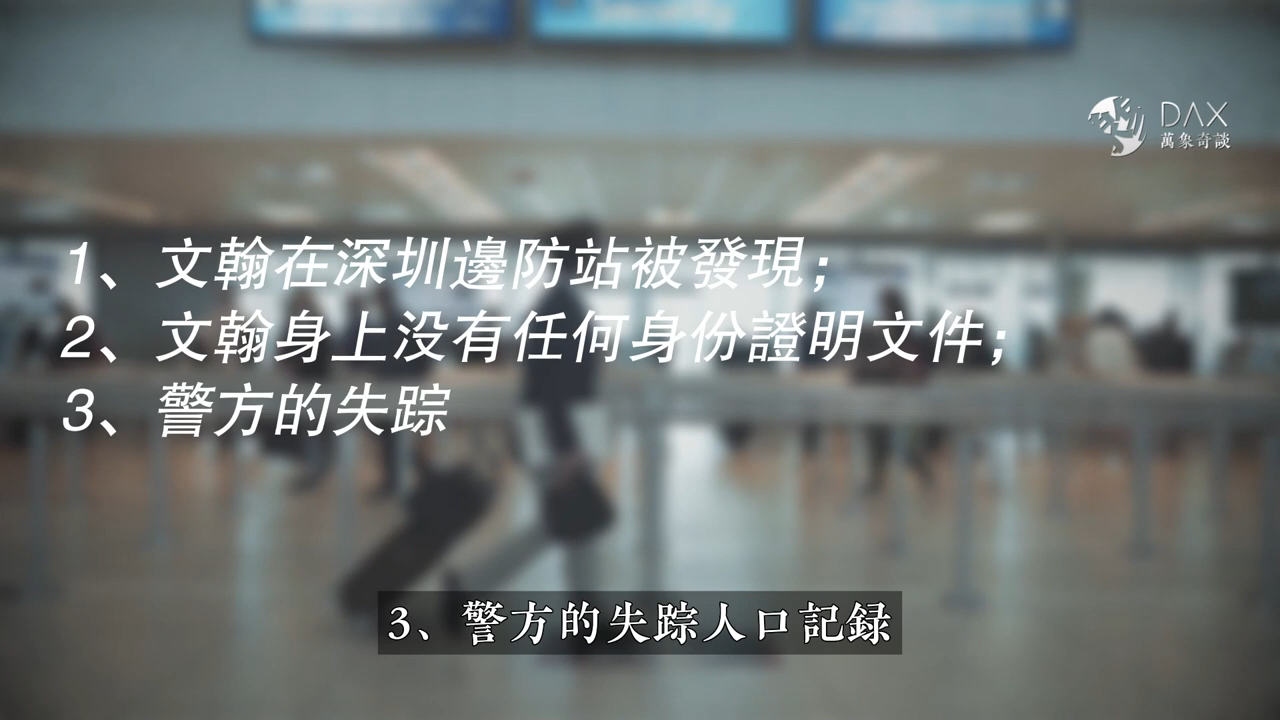 DAX
萬象奇談
1、文翰在深圳邊防站被發現；
2、文翰身上没有任何身份證明文件；
3、警方的失踪
3、警方的失踪人口記録